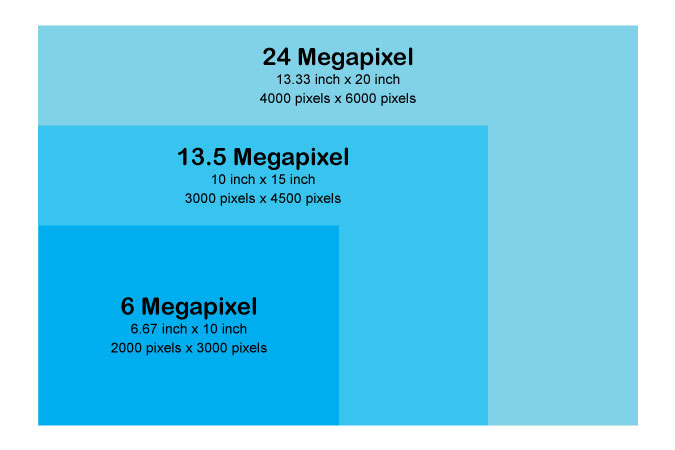 24 Megapixel
13.33 inch x 20 inch
4000 pixels x 6000 pixels
13.5 Megapixel
10 inch x 15 inch
3000 pixels x 4500 pixels
6 Megapixel
6.67 inch x 10 inch
2000 pixels x 3000 pixels